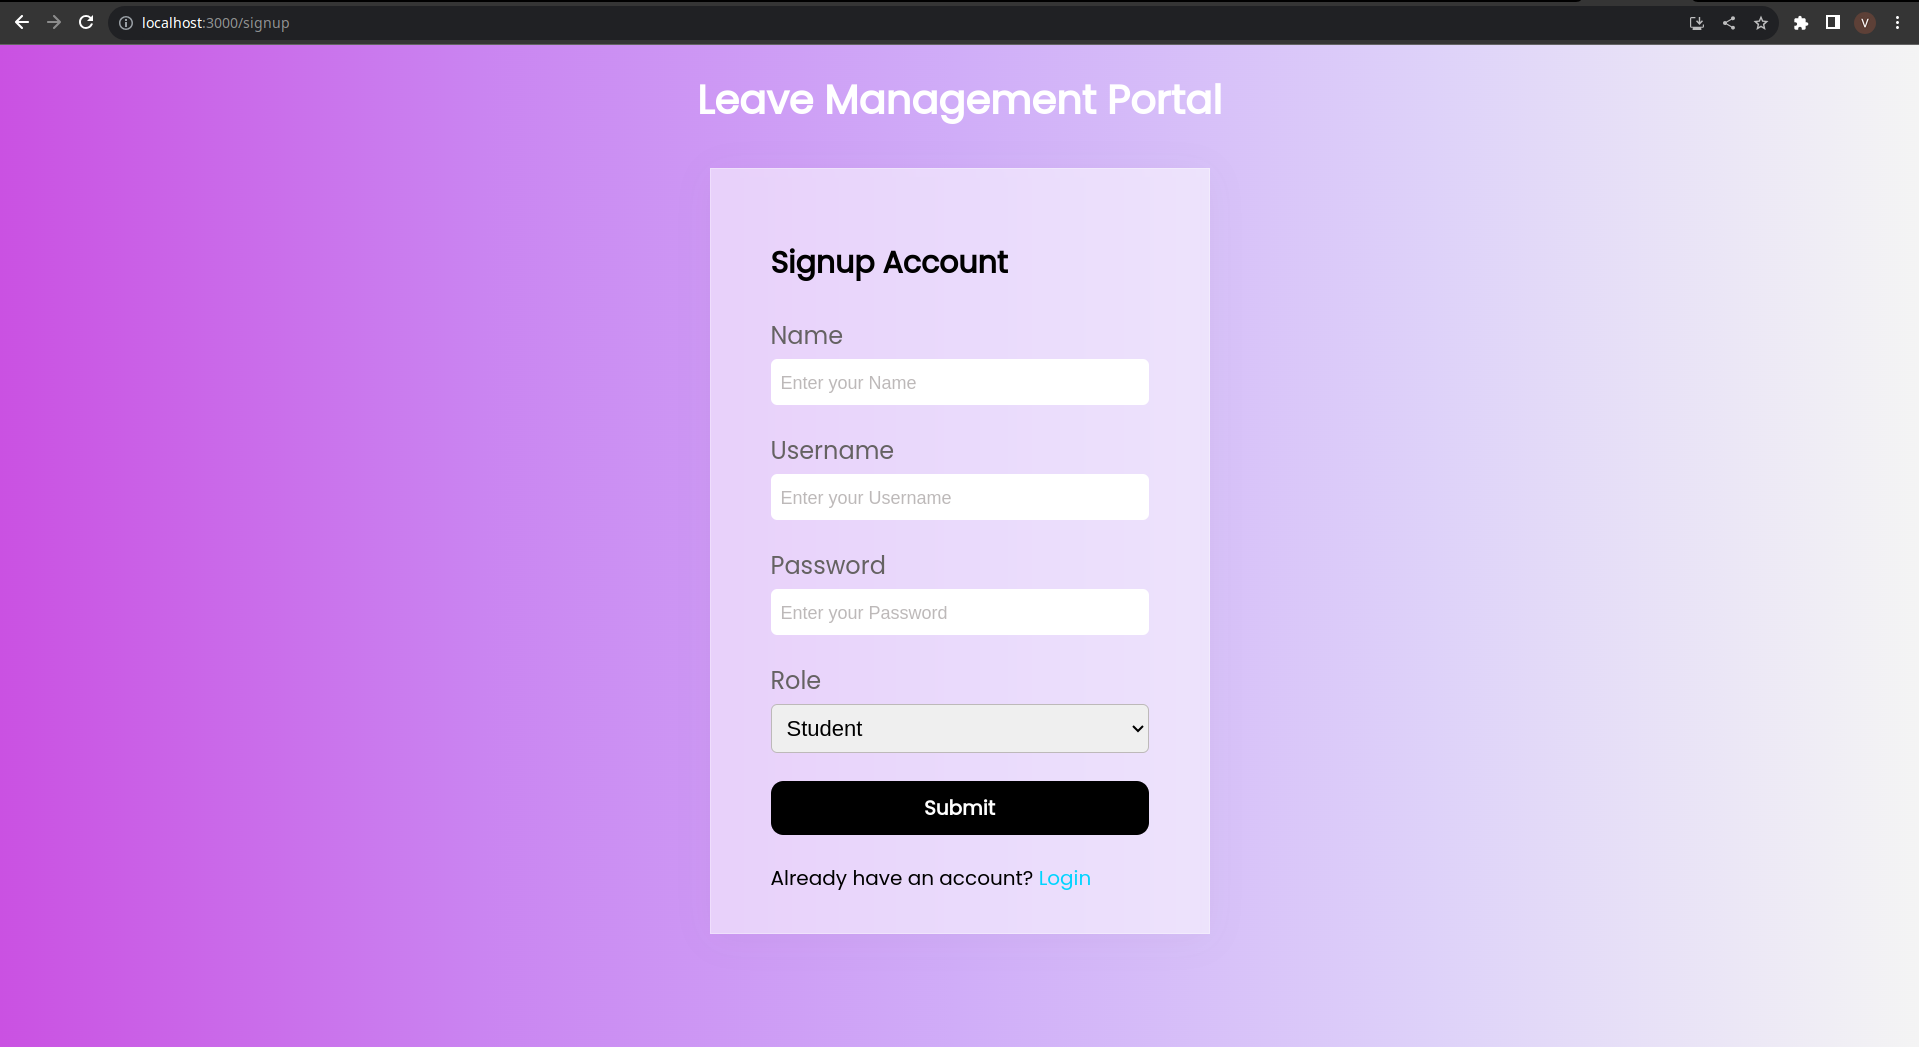 localhost:3000/signup
V
Leave Management Portal
Signup Account
Name
Enter your Name
Username
Enter your Username
Password
Enter your Password
Role
Student
Submit
Already have an account? Login